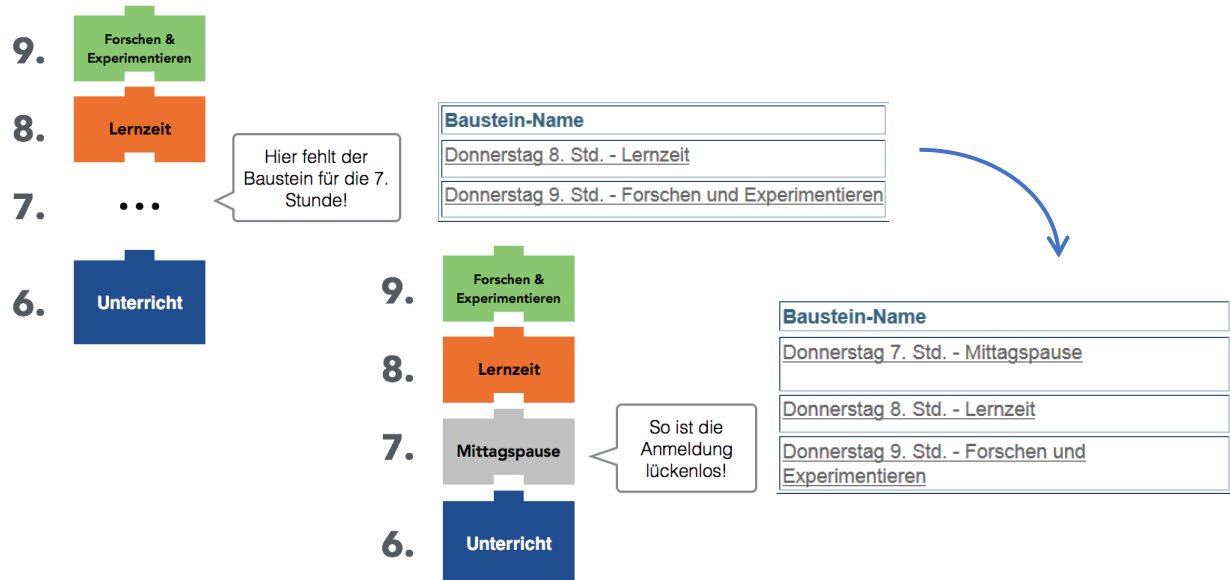 9.
Forschen &
Experimentieren
8.
Lernzeit
7.
...
Hier fehlt der
Baustein für die 7.
Stunde!
6.
Unterricht
Baustein-Name
Donnerstag 8. Std. - Lernzeit
Donnerstag 9. Std. - Forschen und Experimentieren
9.
Forschen &
Experimentieren
8.
Lernzeit
7.
Mittagspause
So ist die
Anmeldung
lückenlos!
6.
Unterricht
Baustein-Name
Donnerstag 7. Std. - Mittagspause
Donnerstag 8. Std. - Lernzeit
Donnerstag 9. Std. - Forschen und
Experimentieren